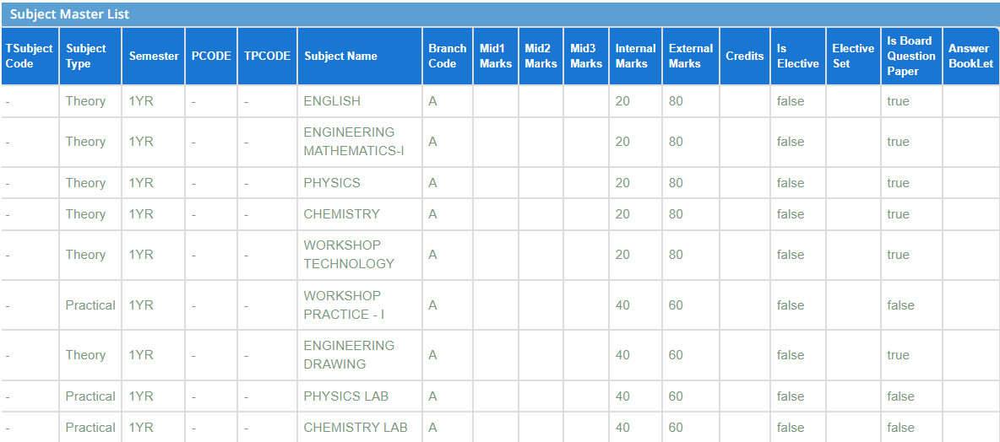 Subject Master List
TSubject Code Subject Type Semester PCODE TPCODE Subject Name Branch Code Mid1 Marks Mid2 Marks Mid3 Marks Internal Marks External Marks Credits Is Elective Elective Set Is Board Question Paper Answer BookLet
- Theory 1YR - - ENGLISH A 20 80 false true
- Theory 1YR - - ENGINEERING MATHEMATICS-I A 20 80 false true
- Theory 1YR - - PHYSICS A 20 80 false true
- Theory 1YR - - CHEMISTRY A 20 80 false true
- Theory 1YR - - WORKSHOP TECHNOLOGY A 20 80 false true
- Practical 1YR - - WORKSHOP PRACTICE - I A 40 60 false false
- Theory 1YR - - ENGINEERING DRAWING A 40 60 false true
- Practical 1YR - - PHYSICS LAB A 40 60 false false
- Practical 1YR - - CHEMISTRY LAB A 40 60 false false